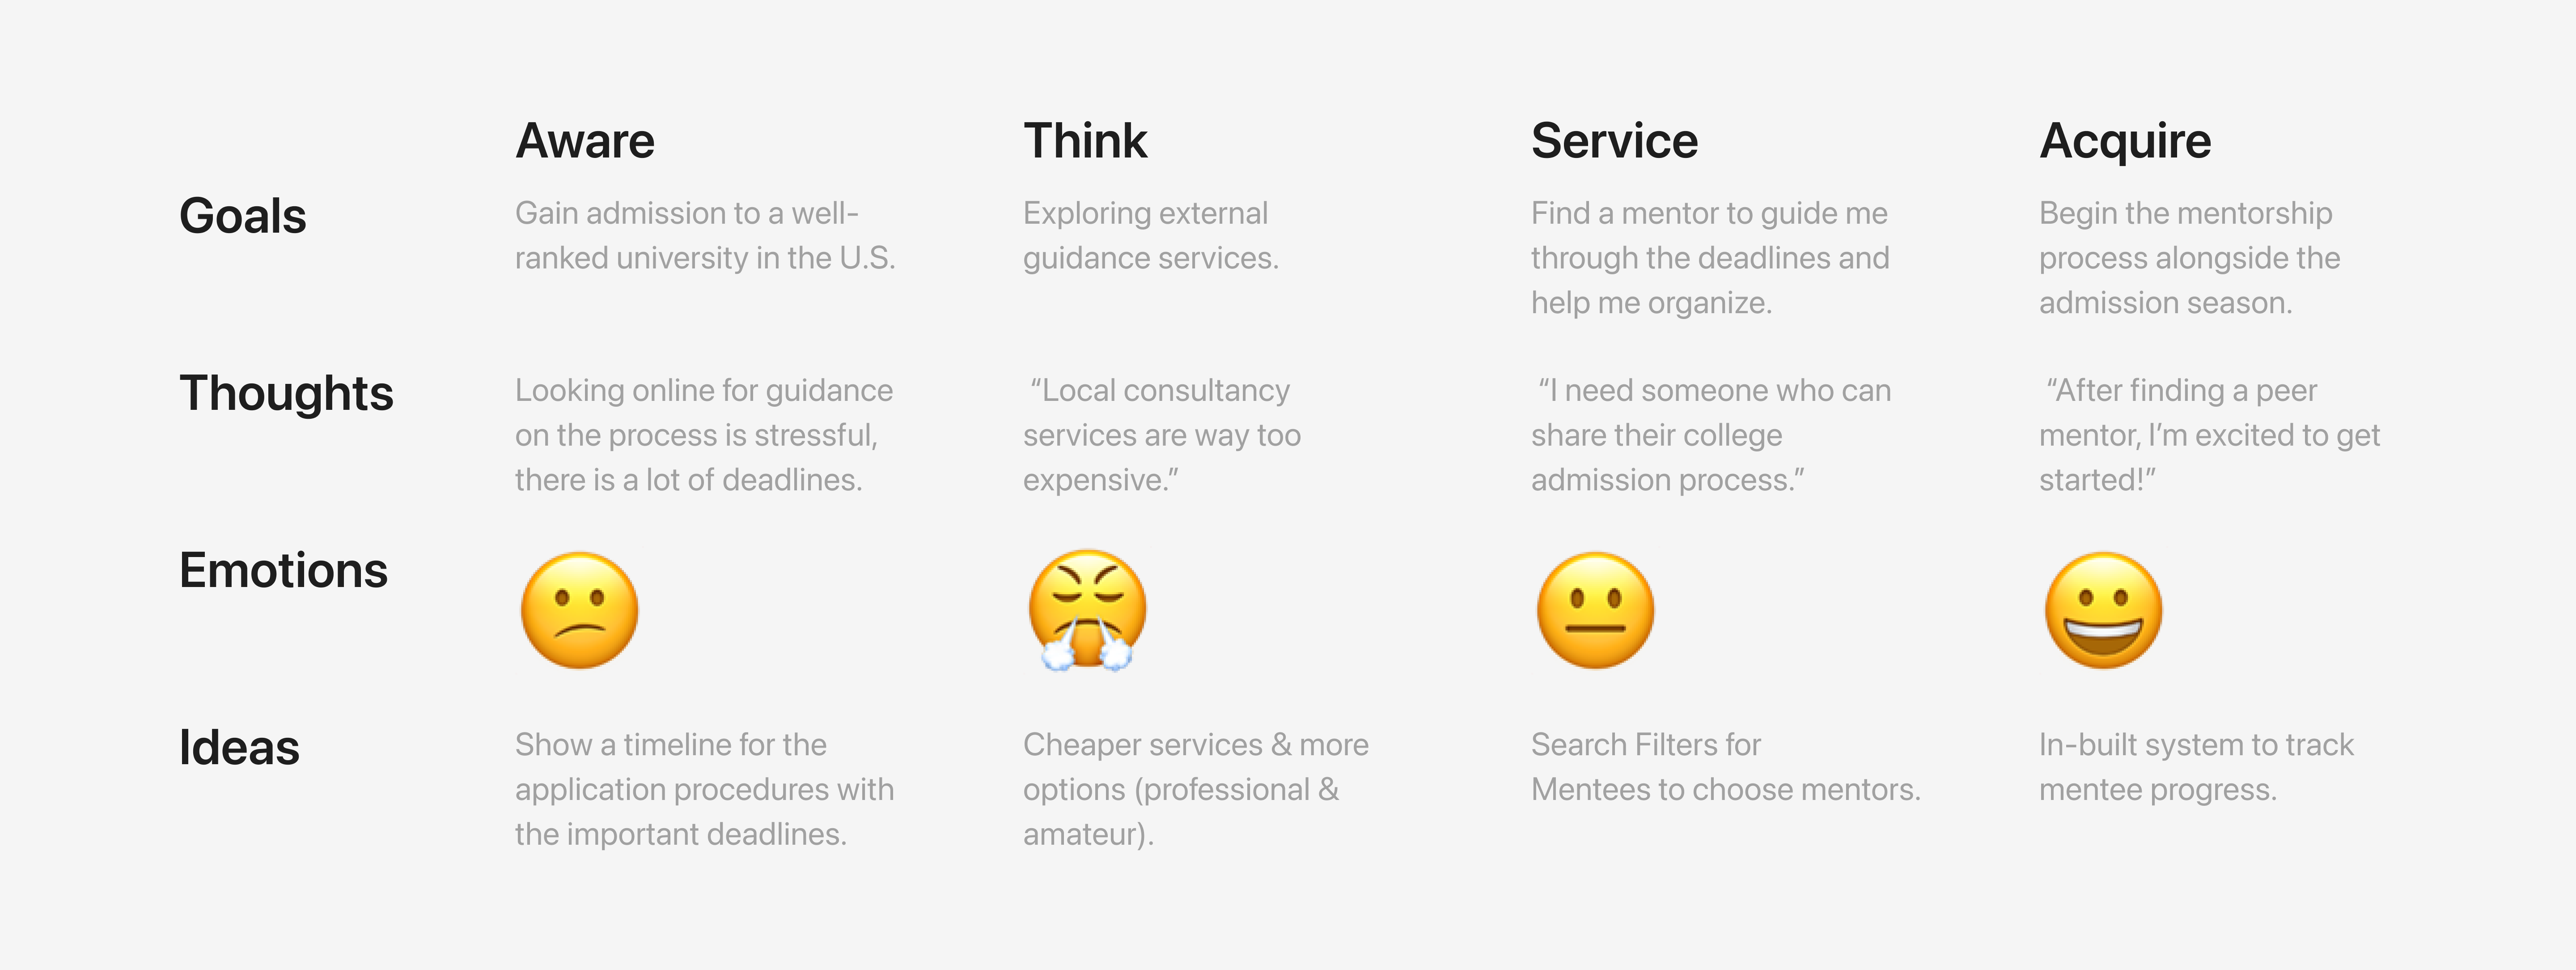 Aware
Think
Service
Acquire
Goals
Gain admission to a well-
ranked university in the U.S.
Exploring external
guidance services.
Find a mentor to guide me
through the deadlines and
help me organize.
Begin the mentorship
process alongside the
admission season.
Thoughts
Looking online for guidance
on the process is stressful,
there is a lot of deadlines.
“Local consultancy
services are way too
expensive.”
“I need someone who can
share their college
admission process.”
“After finding a peer
mentor, I’m excited to get
started!”
Emotions
Ideas
Show a timeline for the
application procedures with
the important deadlines.
Cheaper services & more
options (professional &
amateur).
Search Filters for
Mentees to choose mentors.
In-built system to track
mentee progress.